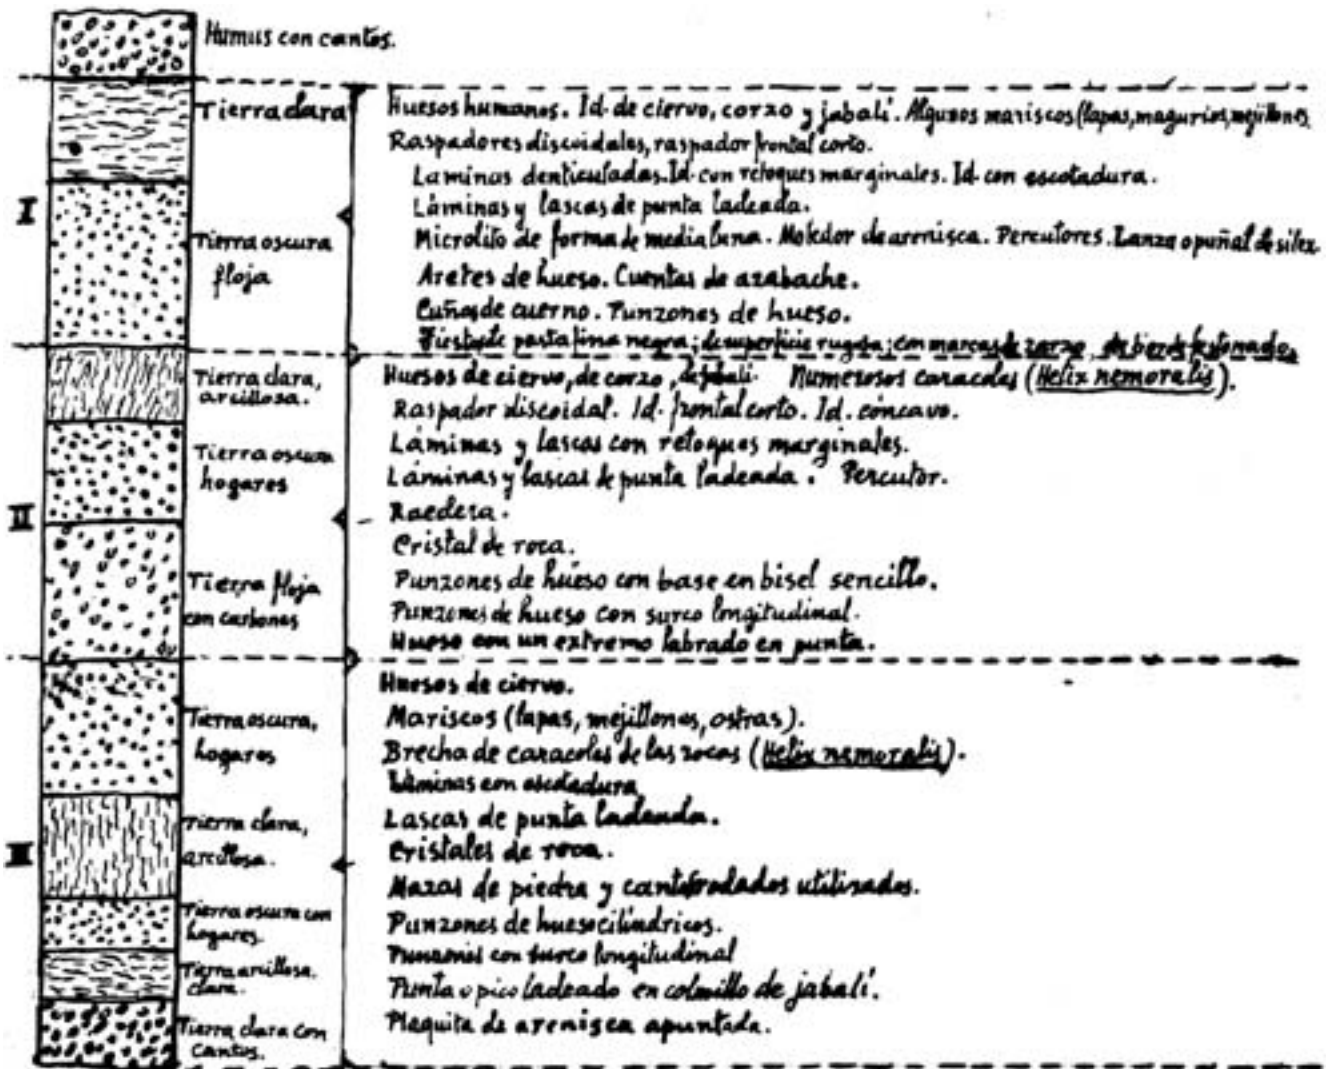 Humus con cantos.
I
Tierra clara
Tierra oscura
floja
Huesos humanos. Id. de ciervo, corzo y jabalí. Algunos mariscos (lapas, magurios, mejillones
Raspadores discoidales, raspador frontal corto.
Laminas denticuladas. Id. con retoques marginales. Id. con escotadura.
Láminas y lascas de punta ladeada.
Microlito de forma de media luna. Moledor de arenisca. Percutores. Lanza o puñal de sílex
Aretes de hueso. Cuentas de azabache.
Cuñas de cuerno. Punzones de hueso.
Tiestos de pasta fina negra; de superficie rugosa; con marcas de zarzo, de borde festonado.
II
Tierra clara,
arcillosa.
Tierra oscura
hogares
Tierra floja
con carbones
Huesos de ciervo, de corzo, de jabalí. Numerosos caracoles (Helix nemoralis).
Raspador discoidal. Id. frontal corto. Id. cóncavo.
Láminas y lascas con retoques marginales.
Láminas y lascas de punta ladeada. Percutor.
Raedera.
Cristal de roca.
Punzones de hueso con base en bisel sencillo.
Punzones de hueso con surco longitudinal.
Hueso con un extremo labrado en punta.
III
Tierra oscura,
hogares
Tierra clara,
arcillosa.
Tierra oscura con
hogares.
Tierra arcillosa.
clara.
Tierra clara con
Cantos.
Huesos de ciervo.
Mariscos (lapas, mejillones, ostras).
Brecha de caracoles de las rocas (Helix nemoralis).
Láminas con escotadura
Lascas de punta ladeada.
Cristales de roca.
Mazas de piedra y cantos rodados utilizados.
Punzones de hueso cilíndricos.
Punzones con surco longitudinal
Punta o pico ladeado en colmillo de jabalí.
Plaquita de arenisca apuntada.